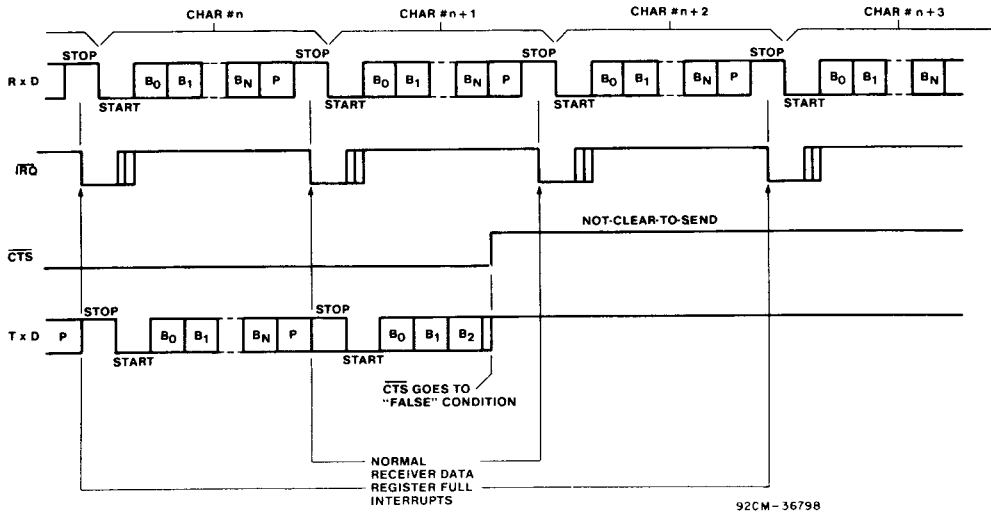 CHAR #n CHAR #n+1 CHAR #n+2 CHAR #n+3
STOP STOP STOP STOP
RxD B0 B1 BN P B0 B1 BN P B0 B1 BN P B0 B1 BN
START START START START
IRQ
NOT-CLEAR-TO-SEND
CTS
STOP STOP
TxD P B0 B1 BN P B0 B1 B2
START START
CTS GOES TO
"FALSE" CONDITION
NORMAL
RECEIVER DATA
REGISTER FULL
INTERRUPTS
92CM-36798